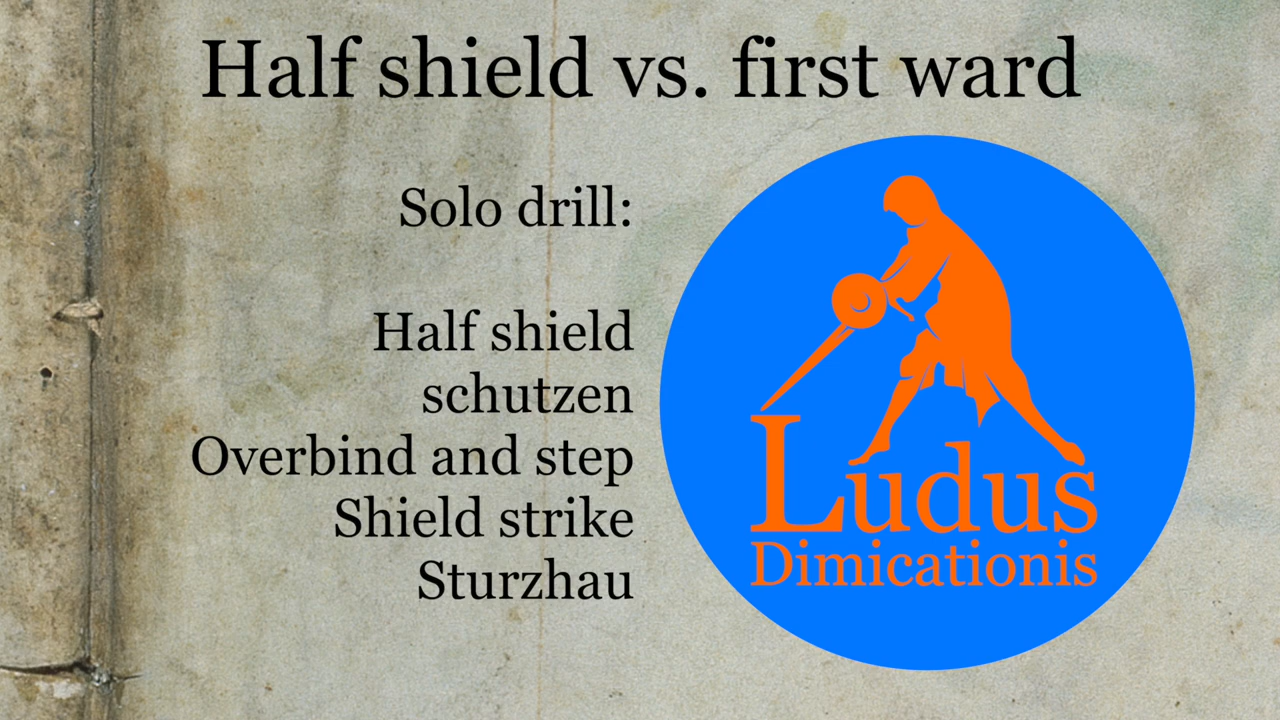 Half shield vs. first ward
Solo drill:
Half shield
schutzen
Overbind and step
Shield strike
Sturzhau
Ludus
Dimicationis